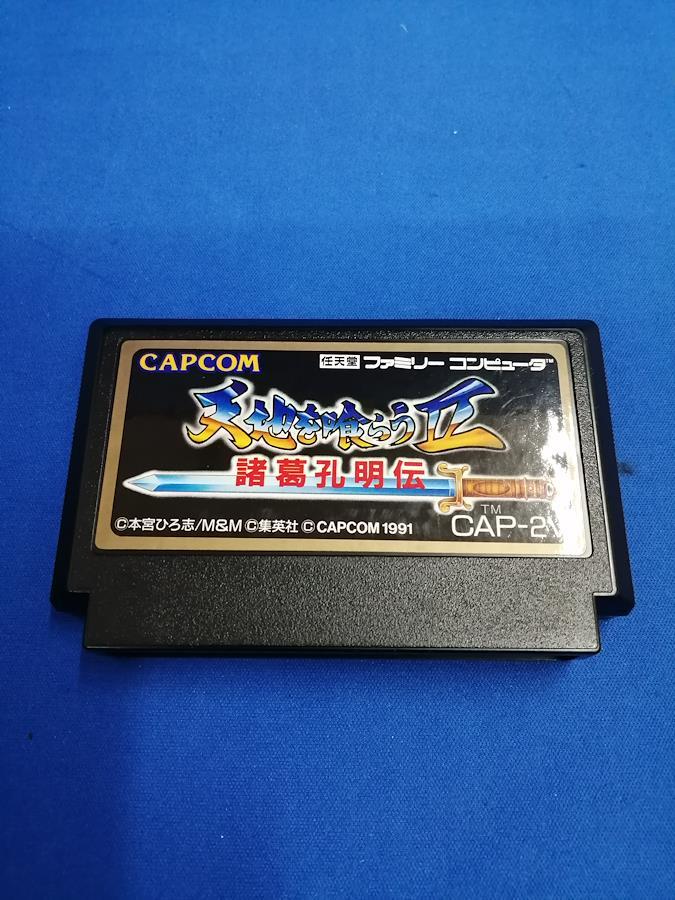 CAPCOM
任天堂 ファミリーコンピュータ™
天地を喰らうII
諸葛孔明伝
©本宮ひろ志/M&M ©集英社 ©CAPCOM 1991
™